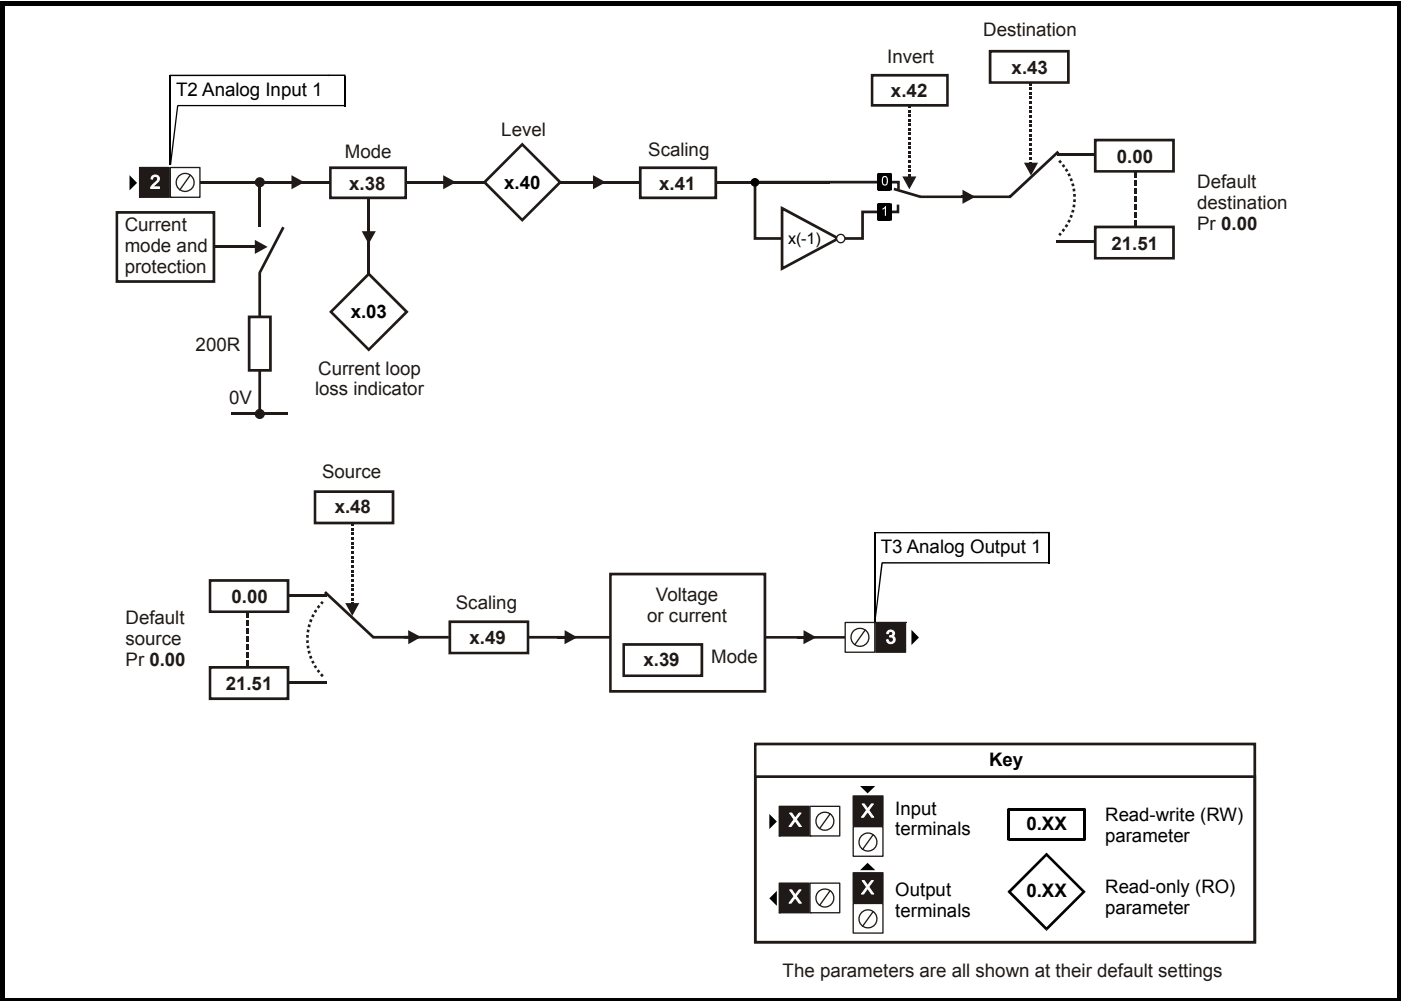 Destination
x.43
Invert
x.42
T2 Analog Input 1
Level
Mode
Scaling
2
x.38
x.40
x.41
0
1
x(-1)
0.00
21.51
Default
destination
Pr 0.00
Current
mode and
protection
x.03
200R
0V
Current loop
loss indicator
Source
x.48
T3 Analog Output 1
Default
source
Pr 0.00
0.00
21.51
Scaling
x.49
Voltage
or current
x.39 Mode
3
Key
X
X
Input
terminals
0.XX
Read-write (RW)
parameter
X
X
Output
terminals
0.XX
Read-only (RO)
parameter
The parameters are all shown at their default settings